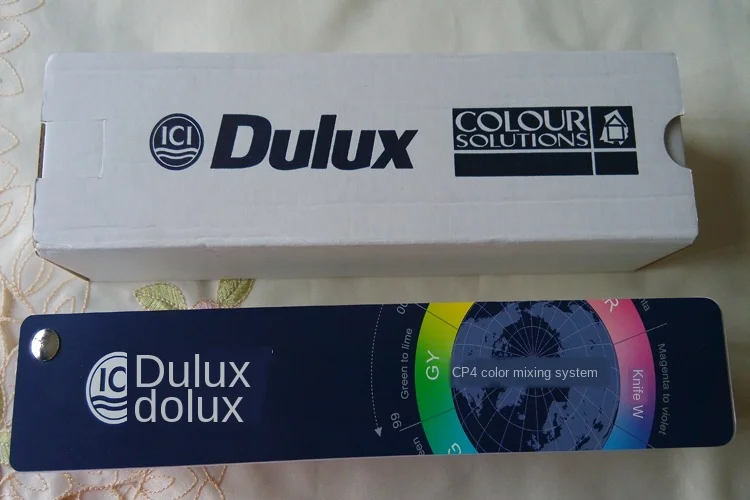 ICI Dulux
COLOUR
SOLUTIONS
IC Dulux
dolux
00
Green to lime
99
GY
G
CP4 color mixing system
R
Knife W
Magenta to violet